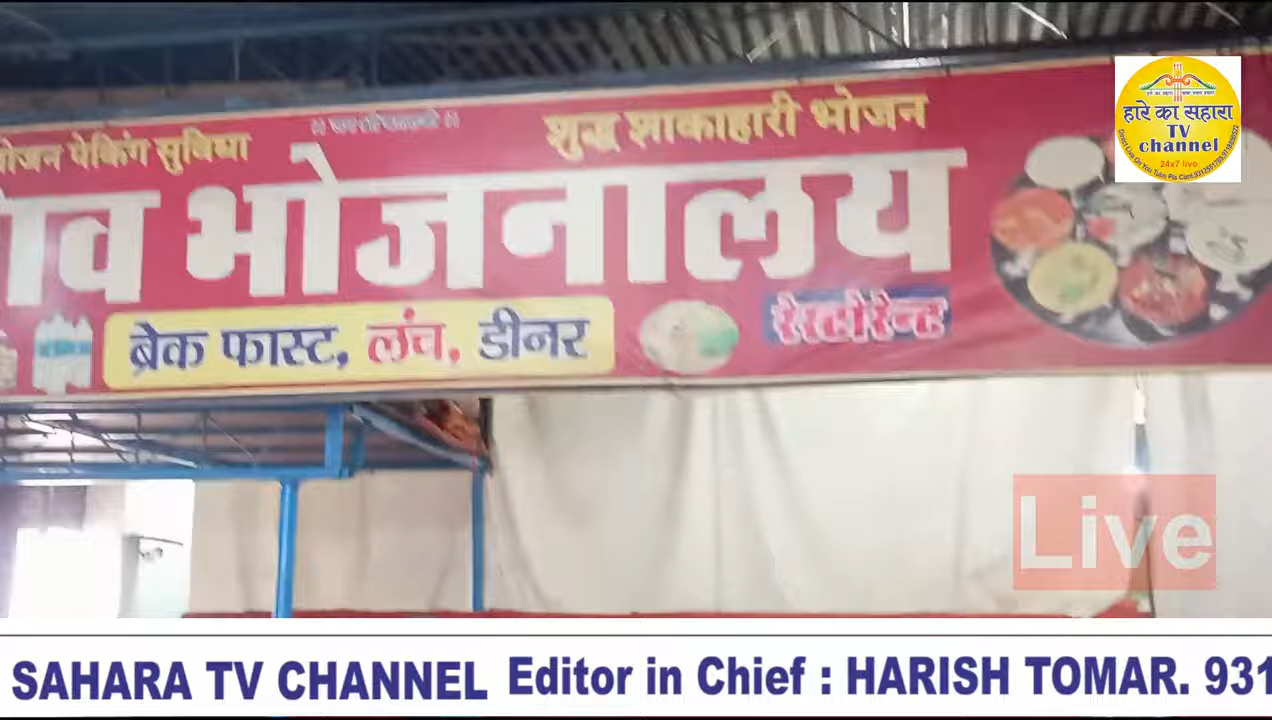 भोजन पेकिंग सुविधा
शुद्ध शाकाहारी भोजन
भोजनालय
ब्रेक फास्ट, लंच, डीनर
रेस्टोरेन्ट
हारे का सहारा
TV
channel
24x7 live
Live
SAHARA TV CHANNEL Editor in Chief : HARISH TOMAR. 931